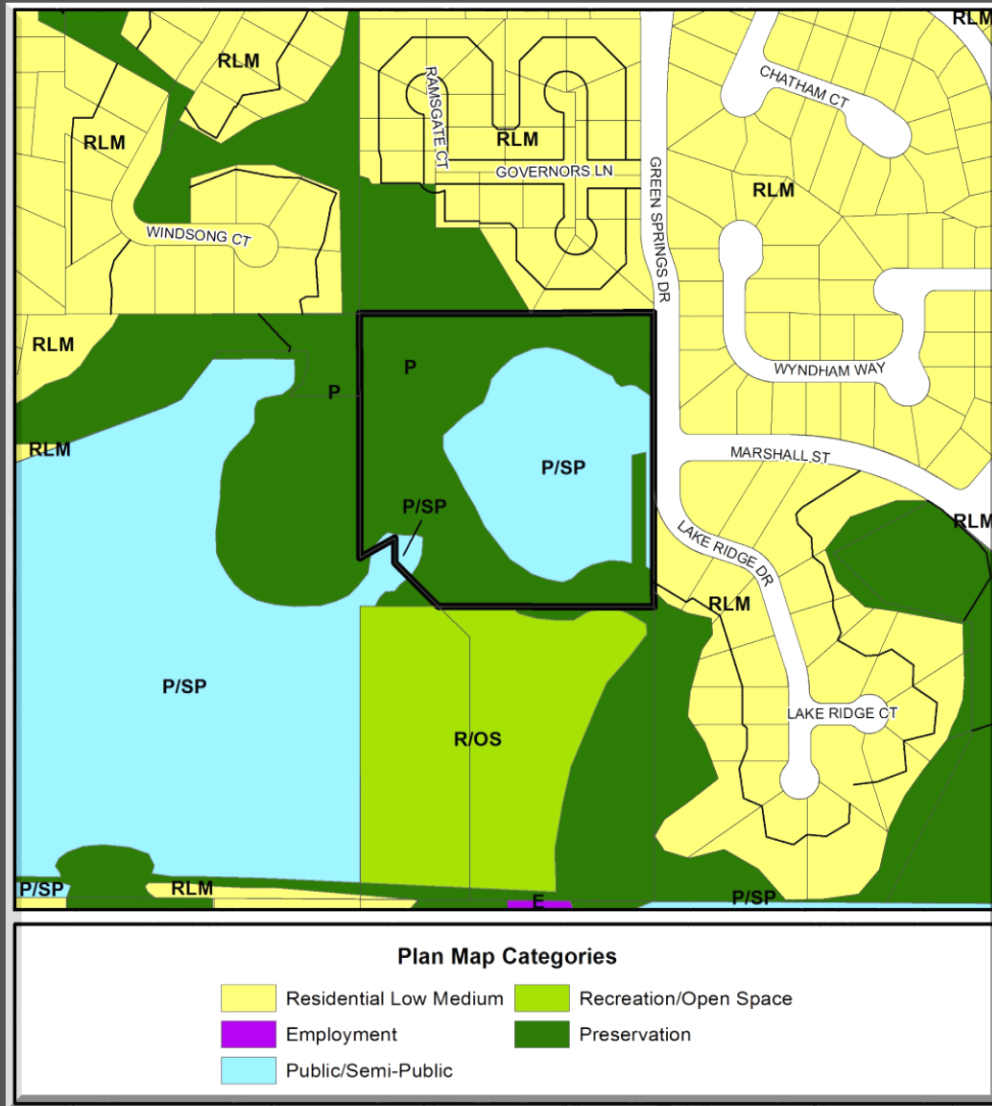 RLM
RLM
CHATHAM CT
RAMSGATE CT
RLM
RLM
GOVERNORS LN
GREEN SPRINGS DR
RLM
WINDSONG CT
RLM
P
WYNDHAM WAY
P
RLM
MARSHALL ST
P/SP
P/SP
RLM
LAKE RIDGE DR
RLM
P/SP
LAKE RIDGE CT
R/OS
P/SP
RLM
E
P/SP
Plan Map Categories
Residential Low Medium
Recreation/Open Space
Employment
Preservation
Public/Semi-Public